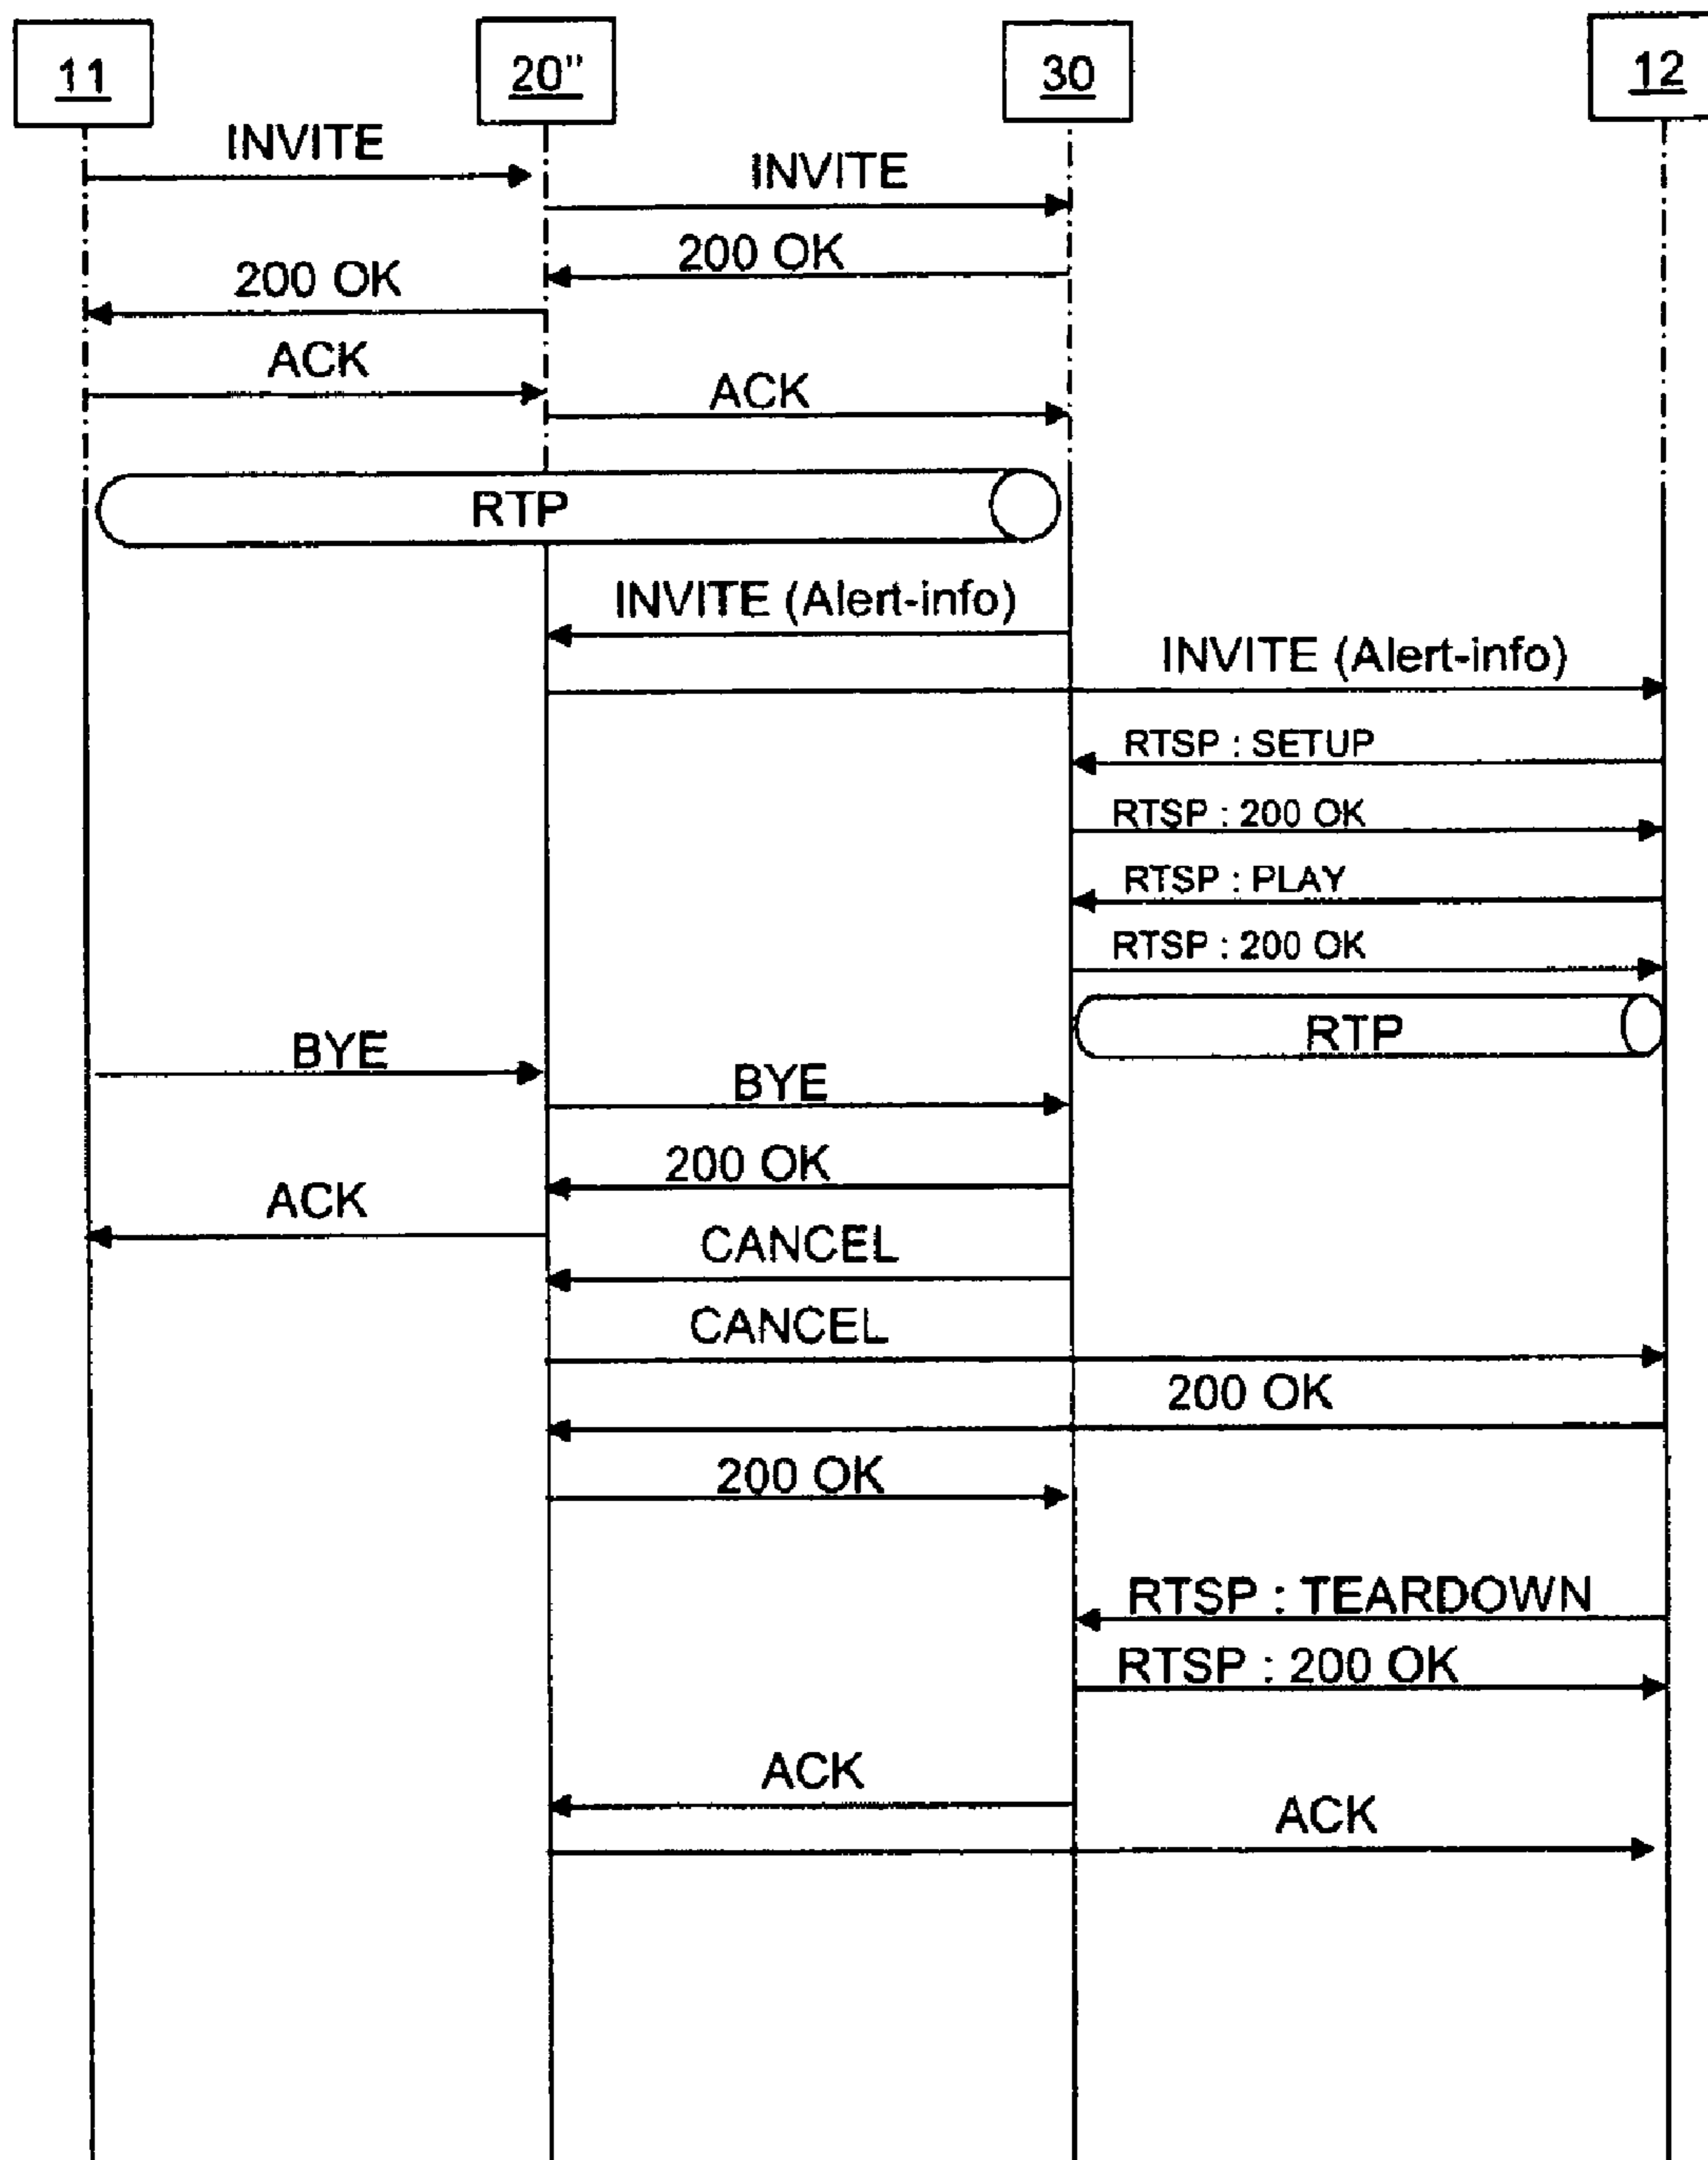 11
20"
30
12
INVITE
INVITE
200 OK
200 OK
ACK
ACK
RTP
INVITE (Alert-info)
INVITE (Alert-info)
RTSP : SETUP
RTSP : 200 OK
RTSP : PLAY
RTSP : 200 OK
RTP
BYE
BYE
200 OK
ACK
CANCEL
CANCEL
200 OK
200 OK
RTSP : TEARDOWN
RTSP : 200 OK
ACK
ACK